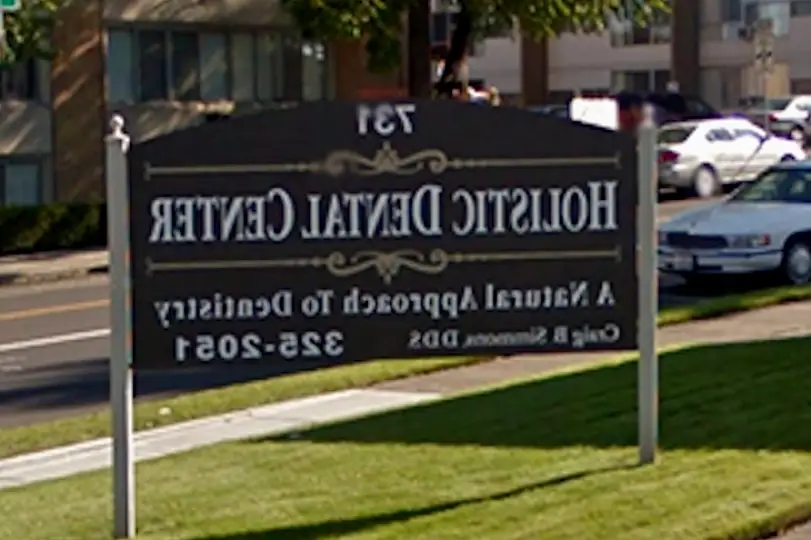 731
HOLISTIC DENTAL CENTER
A Natural Approach To Dentistry
Craig B Simmons, DDS
325-2051